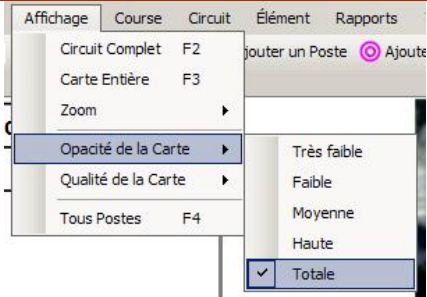 Affichage Course Circuit Élément Rapports
Circuit Complet F2
jouter un Poste Ajoute
Carte Entière F3
Zoom
Opacité de la Carte
Très faible
Qualité de la Carte
Faible
Tous Postes F4
Moyenne
Haute
Totale